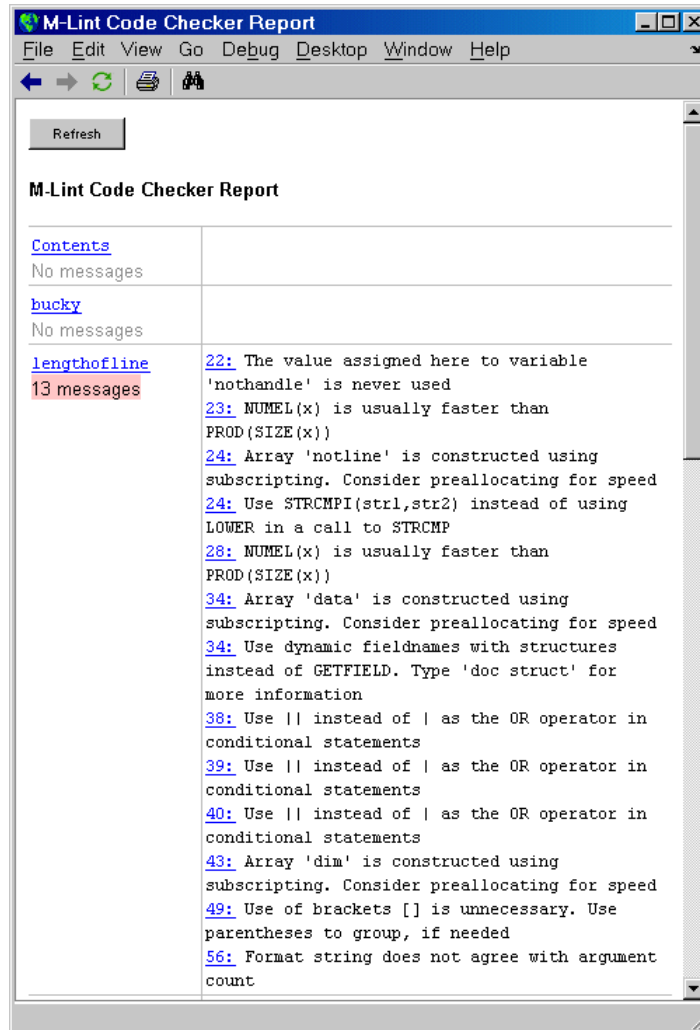 M-Lint Code Checker Report
File Edit View Go Debug Desktop Window Help
Refresh
M-Lint Code Checker Report
Contents
No messages
bucky
No messages
lengthofline
13 messages
22: The value assigned here to variable
'nothandle' is never used
23: NUMEL(x) is usually faster than
PROD(SIZE(x))
24: Array 'notline' is constructed using
subscripting. Consider preallocating for speed
24: Use STRCMPI(str1,str2) instead of using
LOWER in a call to STRCMP
28: NUMEL(x) is usually faster than
PROD(SIZE(x))
34: Array 'data' is constructed using
subscripting. Consider preallocating for speed
34: Use dynamic fieldnames with structures
instead of GETFIELD. Type 'doc struct' for
more information
38: Use || instead of | as the OR operator in
conditional statements
39: Use || instead of | as the OR operator in
conditional statements
40: Use || instead of | as the OR operator in
conditional statements
43: Array 'dim' is constructed using
subscripting. Consider preallocating for speed
49: Use of brackets [] is unnecessary. Use
parentheses to group, if needed
56: Format string does not agree with argument
count